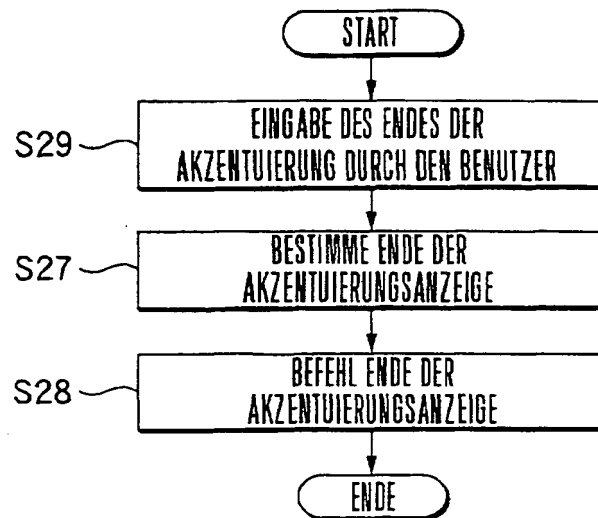 START
S29
EINGABE DES ENDES DER
AKZENTUIERUNG DURCH DEN BENUTZER
S27
BESTIMME ENDE DER
AKZENTUIERUNGSANZEIGE
S28
BEFEHL ENDE DER
AKZENTUIERUNGSANZEIGE
ENDE